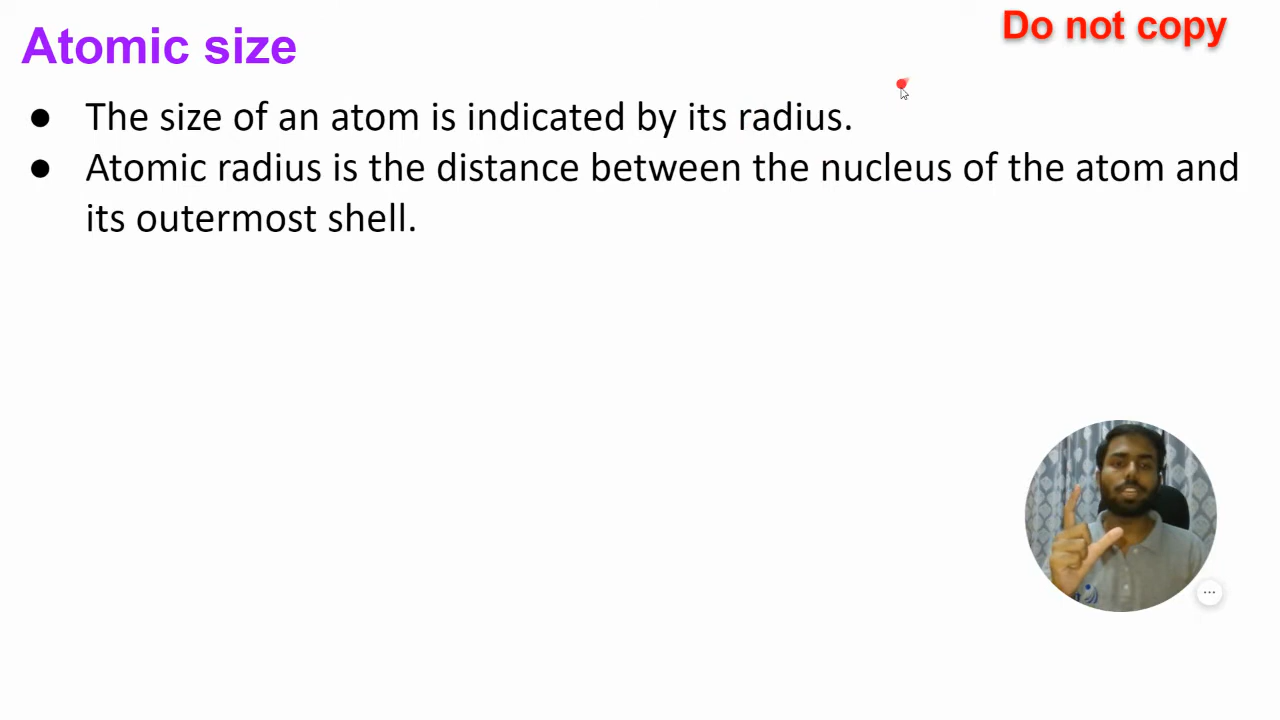 Atomic size
Do not copy
● The size of an atom is indicated by its radius.
● Atomic radius is the distance between the nucleus of the atom and
its outermost shell.